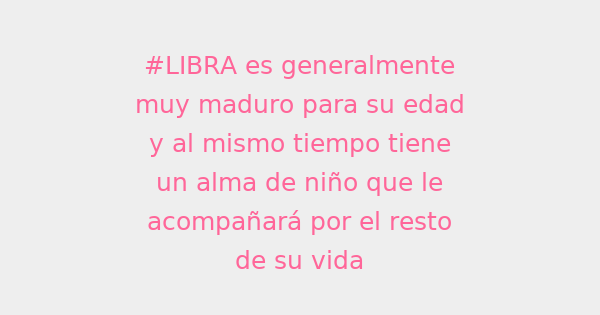 #LIBRA es generalmente
muy maduro para su edad
y al mismo tiempo tiene
un alma de niño que le
acompañará por el resto
de su vida